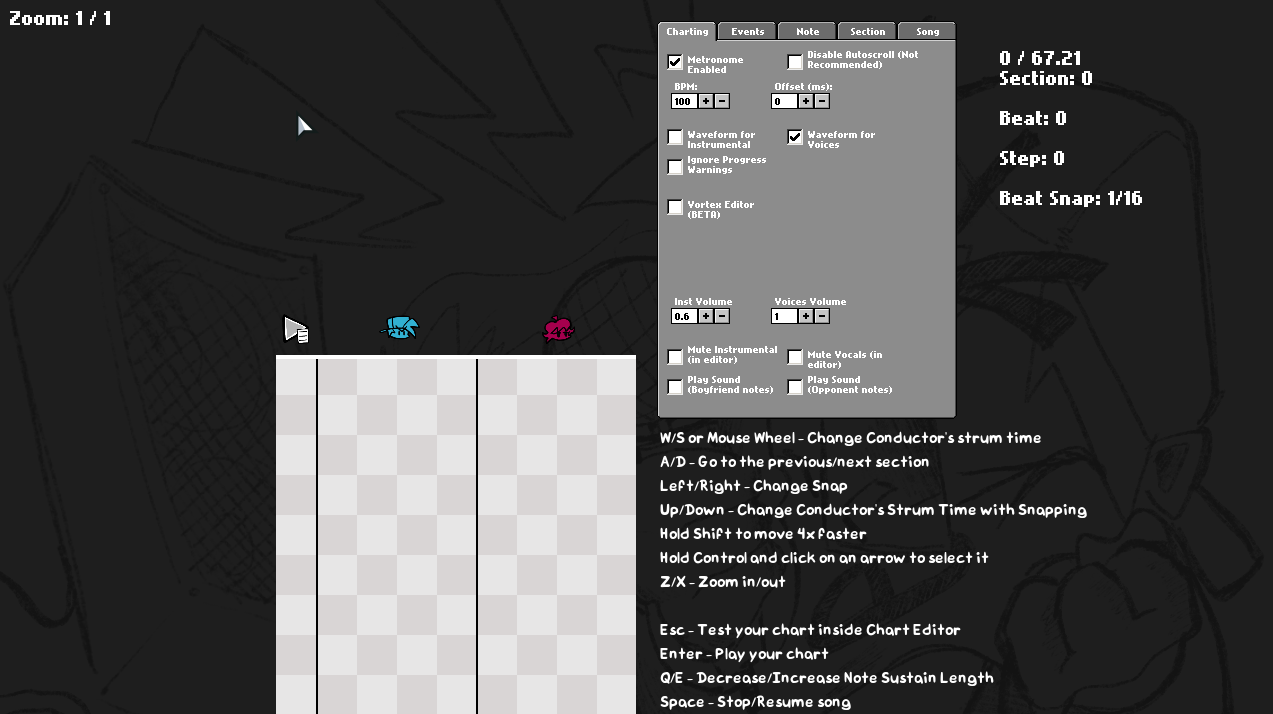 Zoom: 1 / 1
Charting
Events
Note
Section
Song
Metronome
Enabled
Disable Autoscroll (Not
Recommended)
BPM:
Offset (ms):
100 + -
0 + -
Waveform for
Instrumental
Waveform for
Voices
Ignore Progress
Warnings
Vortex Editor
(BETA)
Inst Volume
Voices Volume
0.6 + -
1 + -
Mute Instrumental
(in editor)
Mute Vocals (in
editor)
Play Sound
(Boyfriend notes)
Play Sound
(Opponent notes)
0 / 67.21
Section: 0
Beat: 0
Step: 0
Beat Snap: 1/16
W/S or Mouse Wheel - Change Conductor's strum time
A/D - Go to the previous/next section
Left/Right - Change Snap
Up/Down - Change Conductor's Strum Time with Snapping
Hold Shift to move 4x faster
Hold Control and click on an arrow to select it
Z/X - Zoom in/out
Esc - Test your chart inside Chart Editor
Enter - Play your chart
Q/E - Decrease/Increase Note Sustain Length
Space - Stop/Resume song